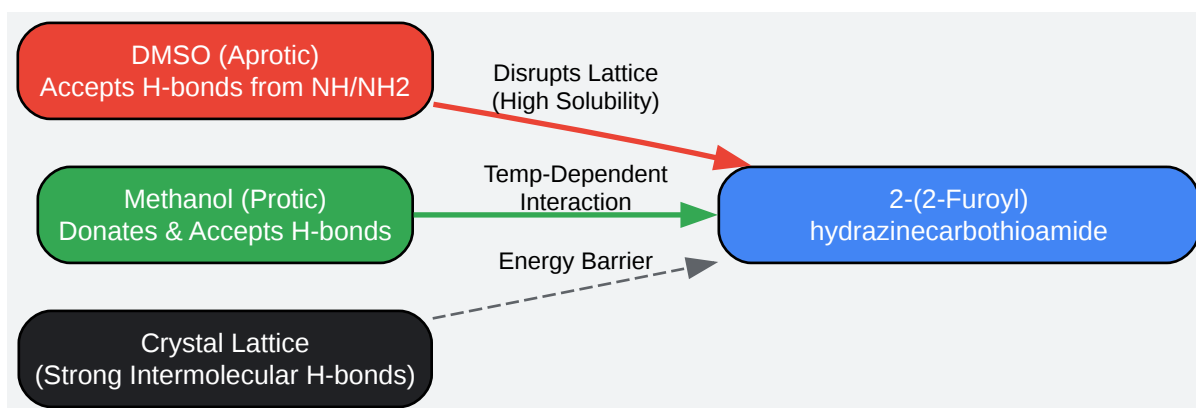 DMSO (Aprotic)
Accepts H-bonds from NH/NH2
Disrupts Lattice
(High Solubility)
Methanol (Protic)
Donates & Accepts H-bonds
Temp-Dependent
Interaction
2-(2-Furoyl)
hydrazinecarbothioamide
Energy Barrier
Crystal Lattice
(Strong Intermolecular H-bonds)